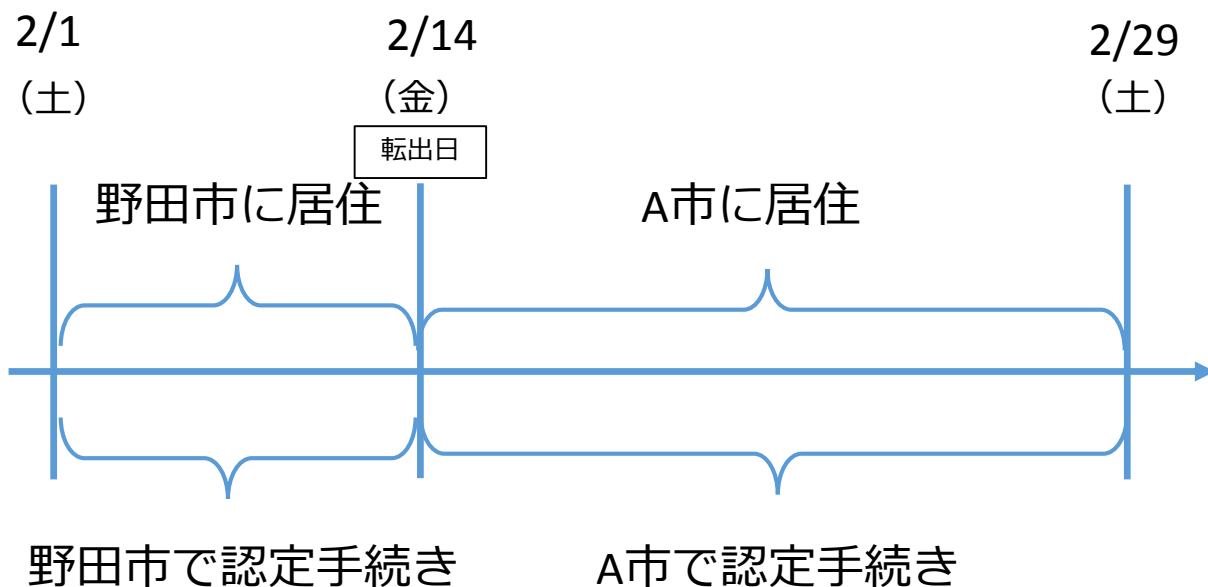 2/1
（土）
2/14
（金）
転出日
2/29
（土）
野田市に居住
A市に居住
野田市で認定手続き
A市で認定手続き